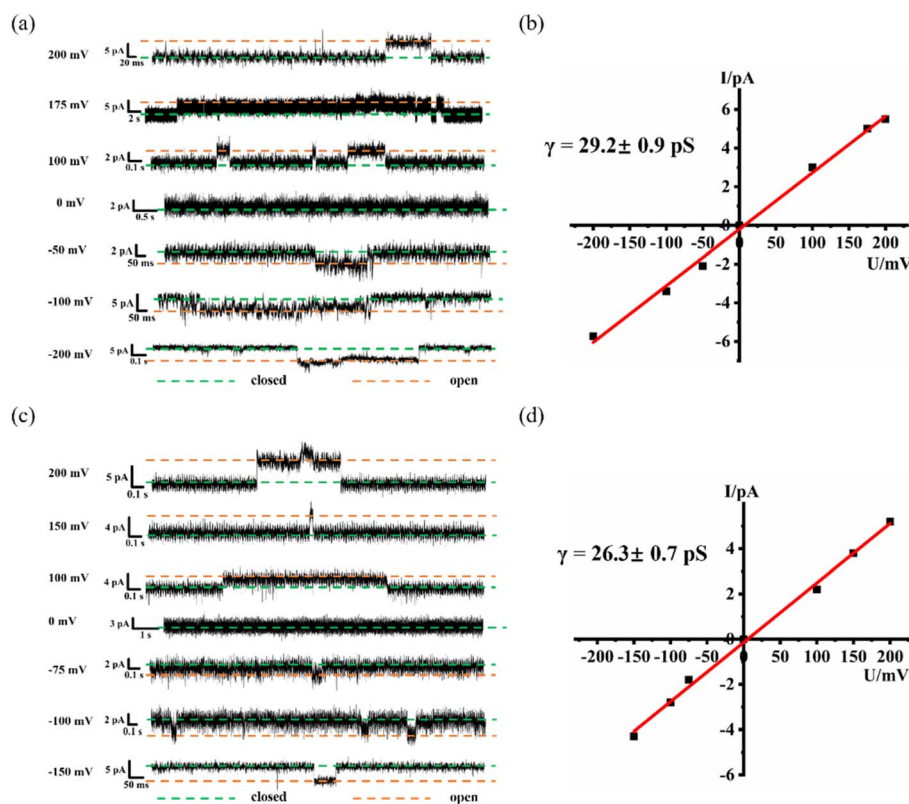 (a)
200 mV
5 pA
20 ms
175 mV
5 pA
2 s
100 mV
2 pA
0.1 s
0 mV
2 pA
0.5 s
-50 mV
2 pA
50 ms
-100 mV
5 pA
50 ms
-200 mV
5 pA
0.1 s
closed open
(b)
I/pA
6
4
2
0
-2
-4
-6
-200 -150 -100 -50 0 50 100 150 200
U/mV
γ = 29.2± 0.9 pS
(c)
200 mV
5 pA
0.1 s
150 mV
4 pA
0.1 s
100 mV
4 pA
0.1 s
0 mV
3 pA
1 s
-75 mV
2 pA
0.1 s
-100 mV
2 pA
0.1 s
-150 mV
5 pA
50 ms
closed open
(d)
I/pA
4
2
0
-2
-4
-6
-200 -150 -100 -50 0 50 100 150 200
U/mV
γ = 26.3± 0.7 pS